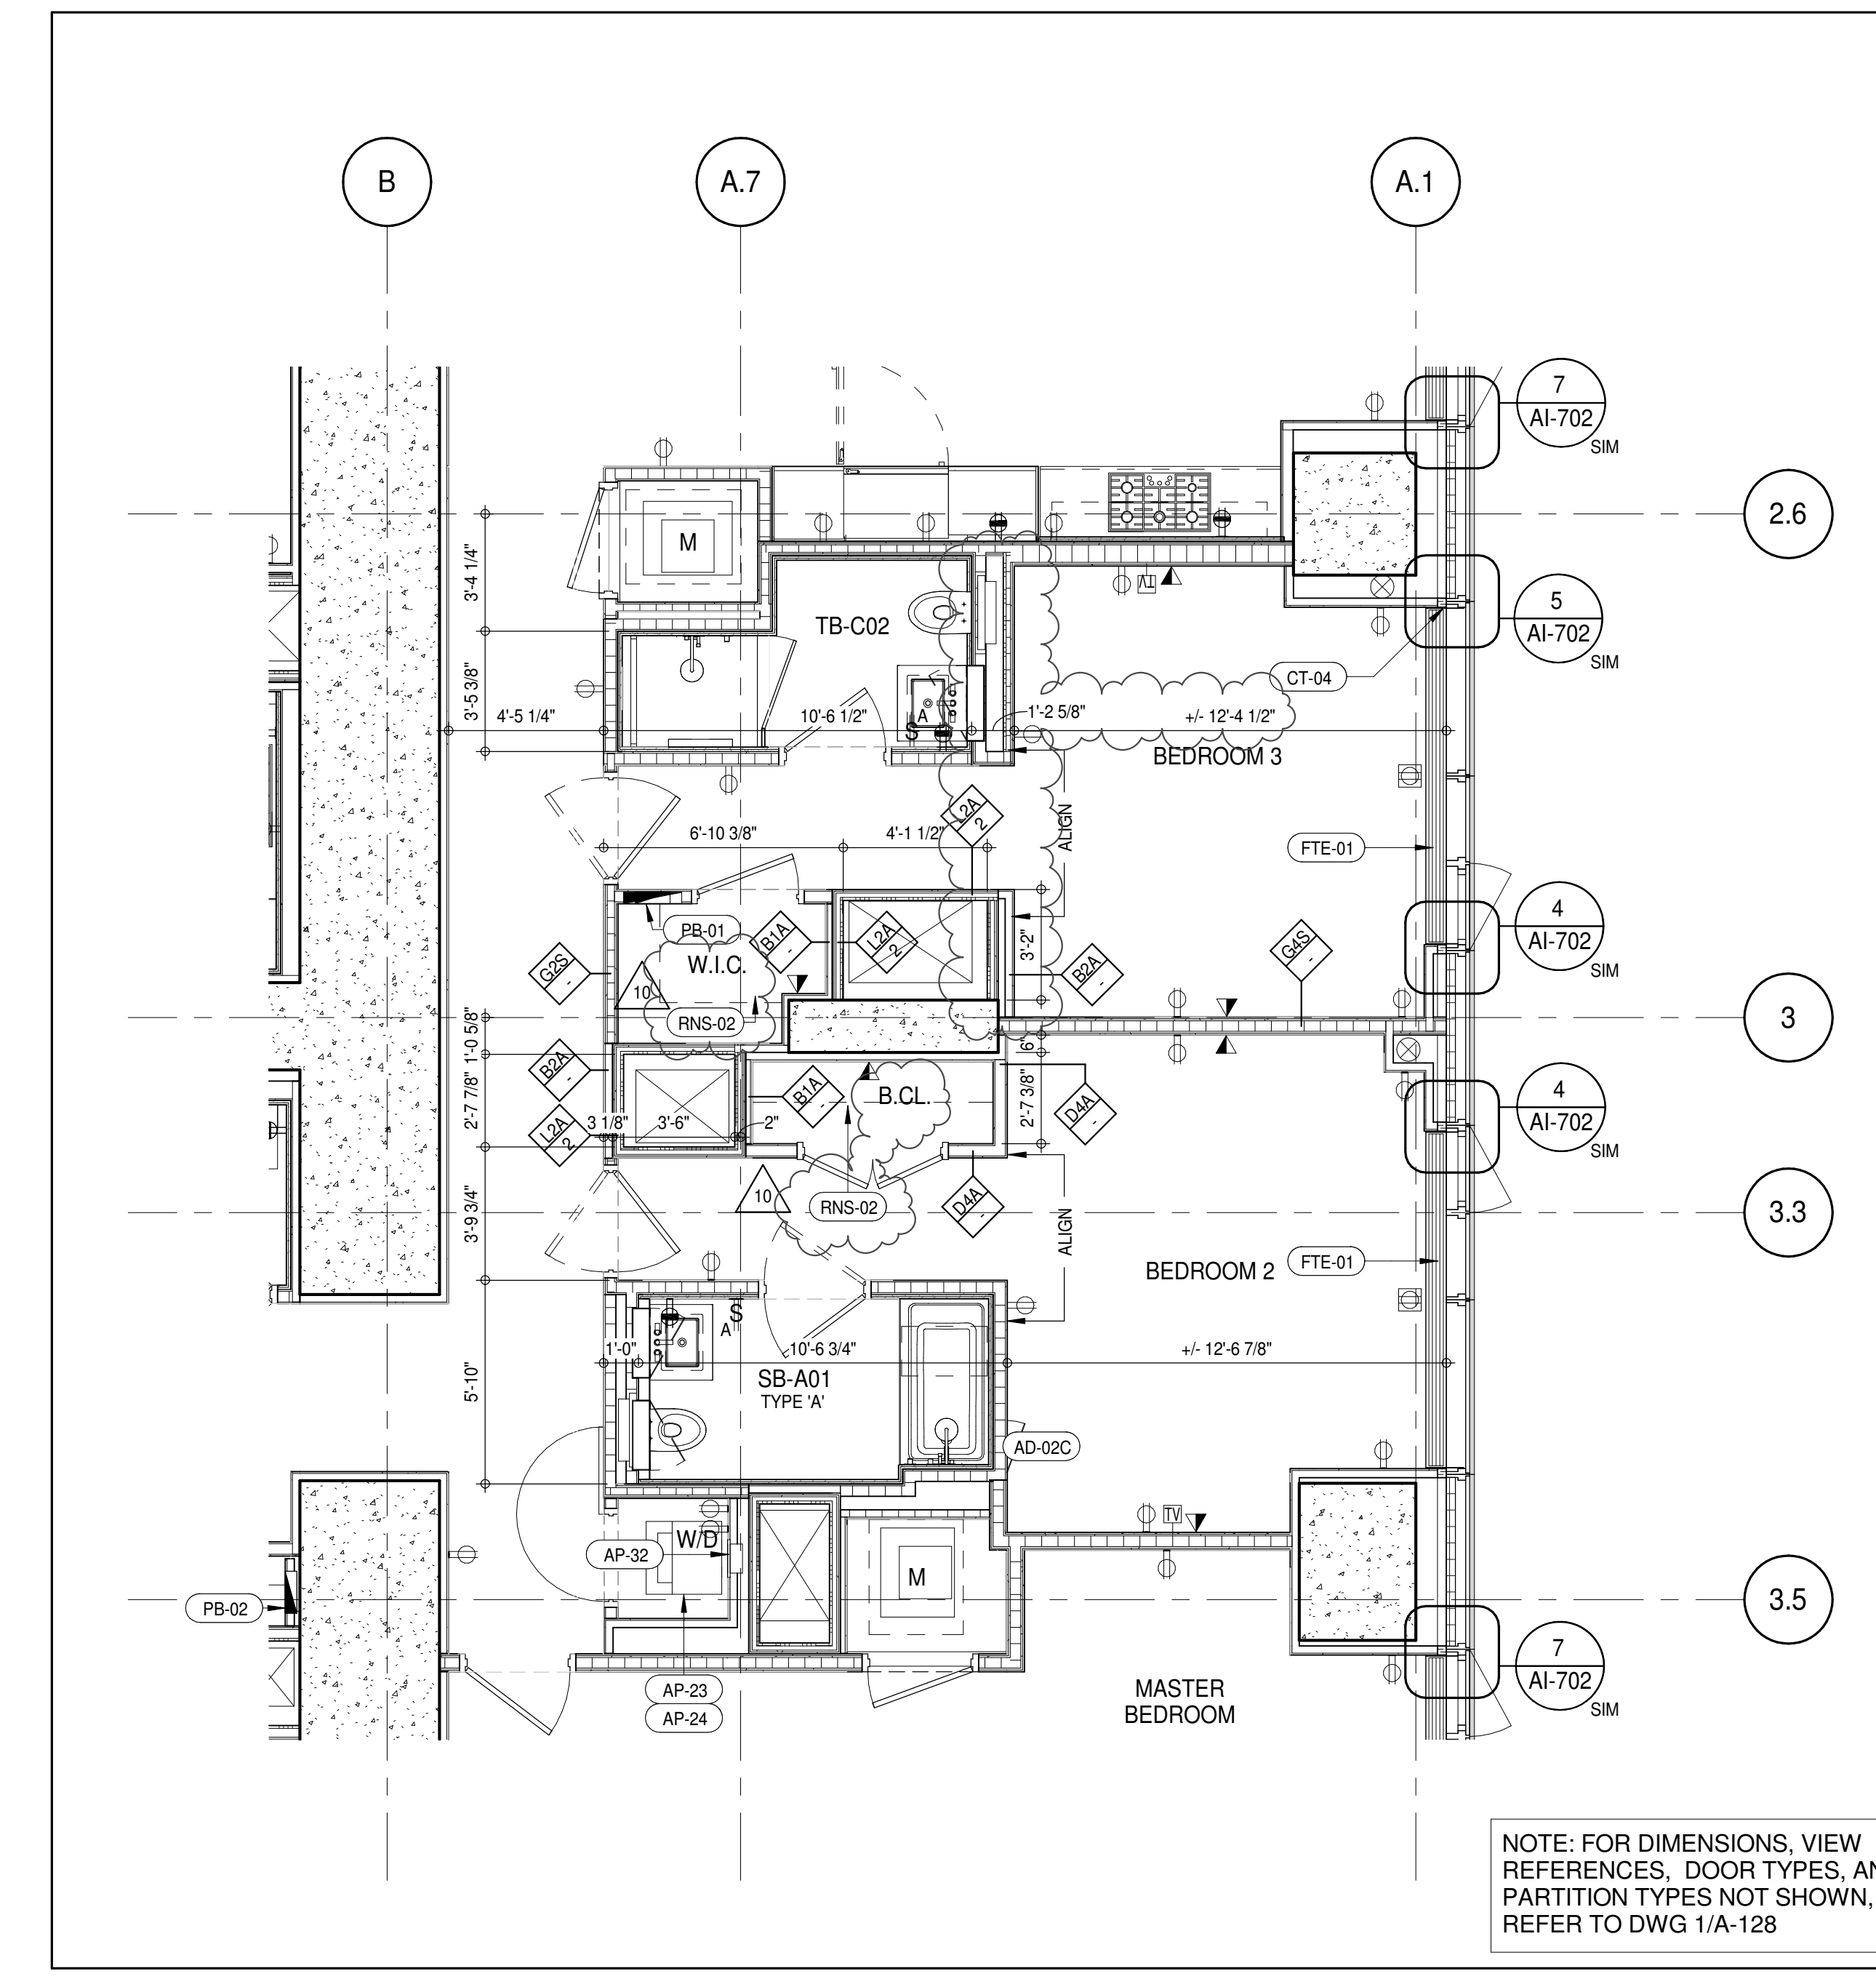 B
A.7
A.1
7
AI-702
SIM
2.6
M
3'-4 1/4"
TV
5
AI-702
SIM
TB-C02
CT-04
3'-5 3/8"
4'-5 1/4"
10'-6 1/2"
1'-2 5/8"
+/- 12'-4 1/2"
A
S
BEDROOM 3
L2A
2
6'-10 3/8"
4'-1 1/2"
ALIGN
FTE-01
PB-01
B1A
-
L2A
2
3'-2"
G4S
-
4
AI-702
SIM
G2S
-
W.I.C.
B2A
-
10
RNS-02
3
1'-0 5/8"
6"
B2A
-
2'-7 7/8"
B1A
-
B.CL.
2'-7 3/8"
D4A
-
4
AI-702
SIM
L2A
2
3 1/8"
3'-6"
2"
10
RNS-02
D4A
-
3'-9 3/4"
ALIGN
3.3
BEDROOM 2
FTE-01
S
A
1'-0"
10'-6 3/4"
+/- 12'-6 7/8"
5'-10"
SB-A01
TYPE 'A'
AD-02C
TV
W/D
AP-32
M
PB-02
3.5
7
AI-702
SIM
AP-23
AP-24
MASTER
BEDROOM
NOTE: FOR DIMENSIONS, VIEW
REFERENCES, DOOR TYPES, AN
PARTITION TYPES NOT SHOWN,
REFER TO DWG 1/A-128